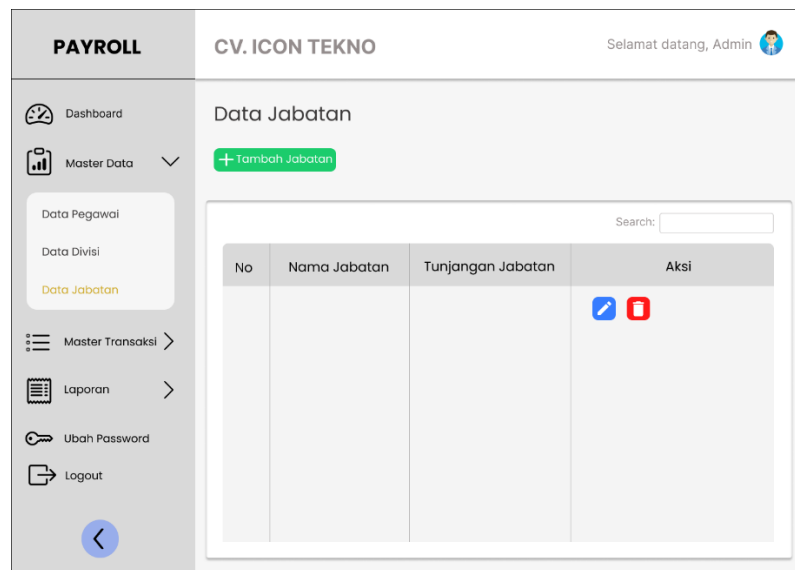 PAYROLL
CV. ICON TEKNO
Selamat datang, Admin
Dashboard
Master Data
Data Pegawai
Data Divisi
Data Jabatan
Master Transaksi
Laporan
Ubah Password
Logout
Data Jabatan
Tambah Jabatan
Search:
No
Nama Jabatan
Tunjangan Jabatan
Aksi